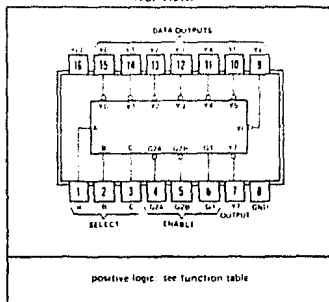 DATA OUTPUTS
16 15 14 13 12 11 10 9
Y0 Y1 Y2 Y3 Y4 Y5
A Y6
B C G2A G2B G1 Y7
1 2 3 4 5 6 7 8
A B C G2A G2B G1 Y7 GND
SELECT ENABLE OUTPUT
positive logic: see function table